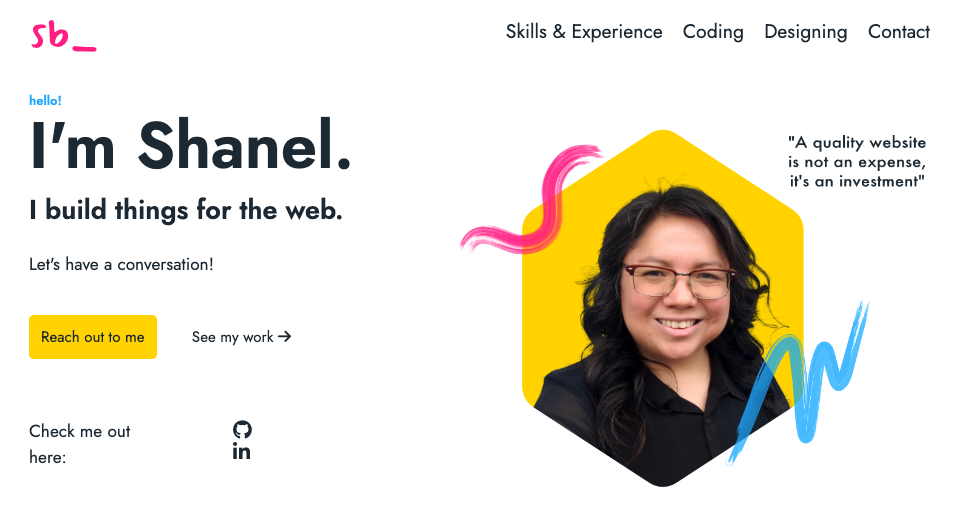 sb_
Skills & Experience Coding Designing Contact
hello!
I'm Shanel.
I build things for the web.
Let's have a conversation!
Reach out to me
See my work →
Check me out
here:
in
"A quality website
is not an expense,
it's an investment"